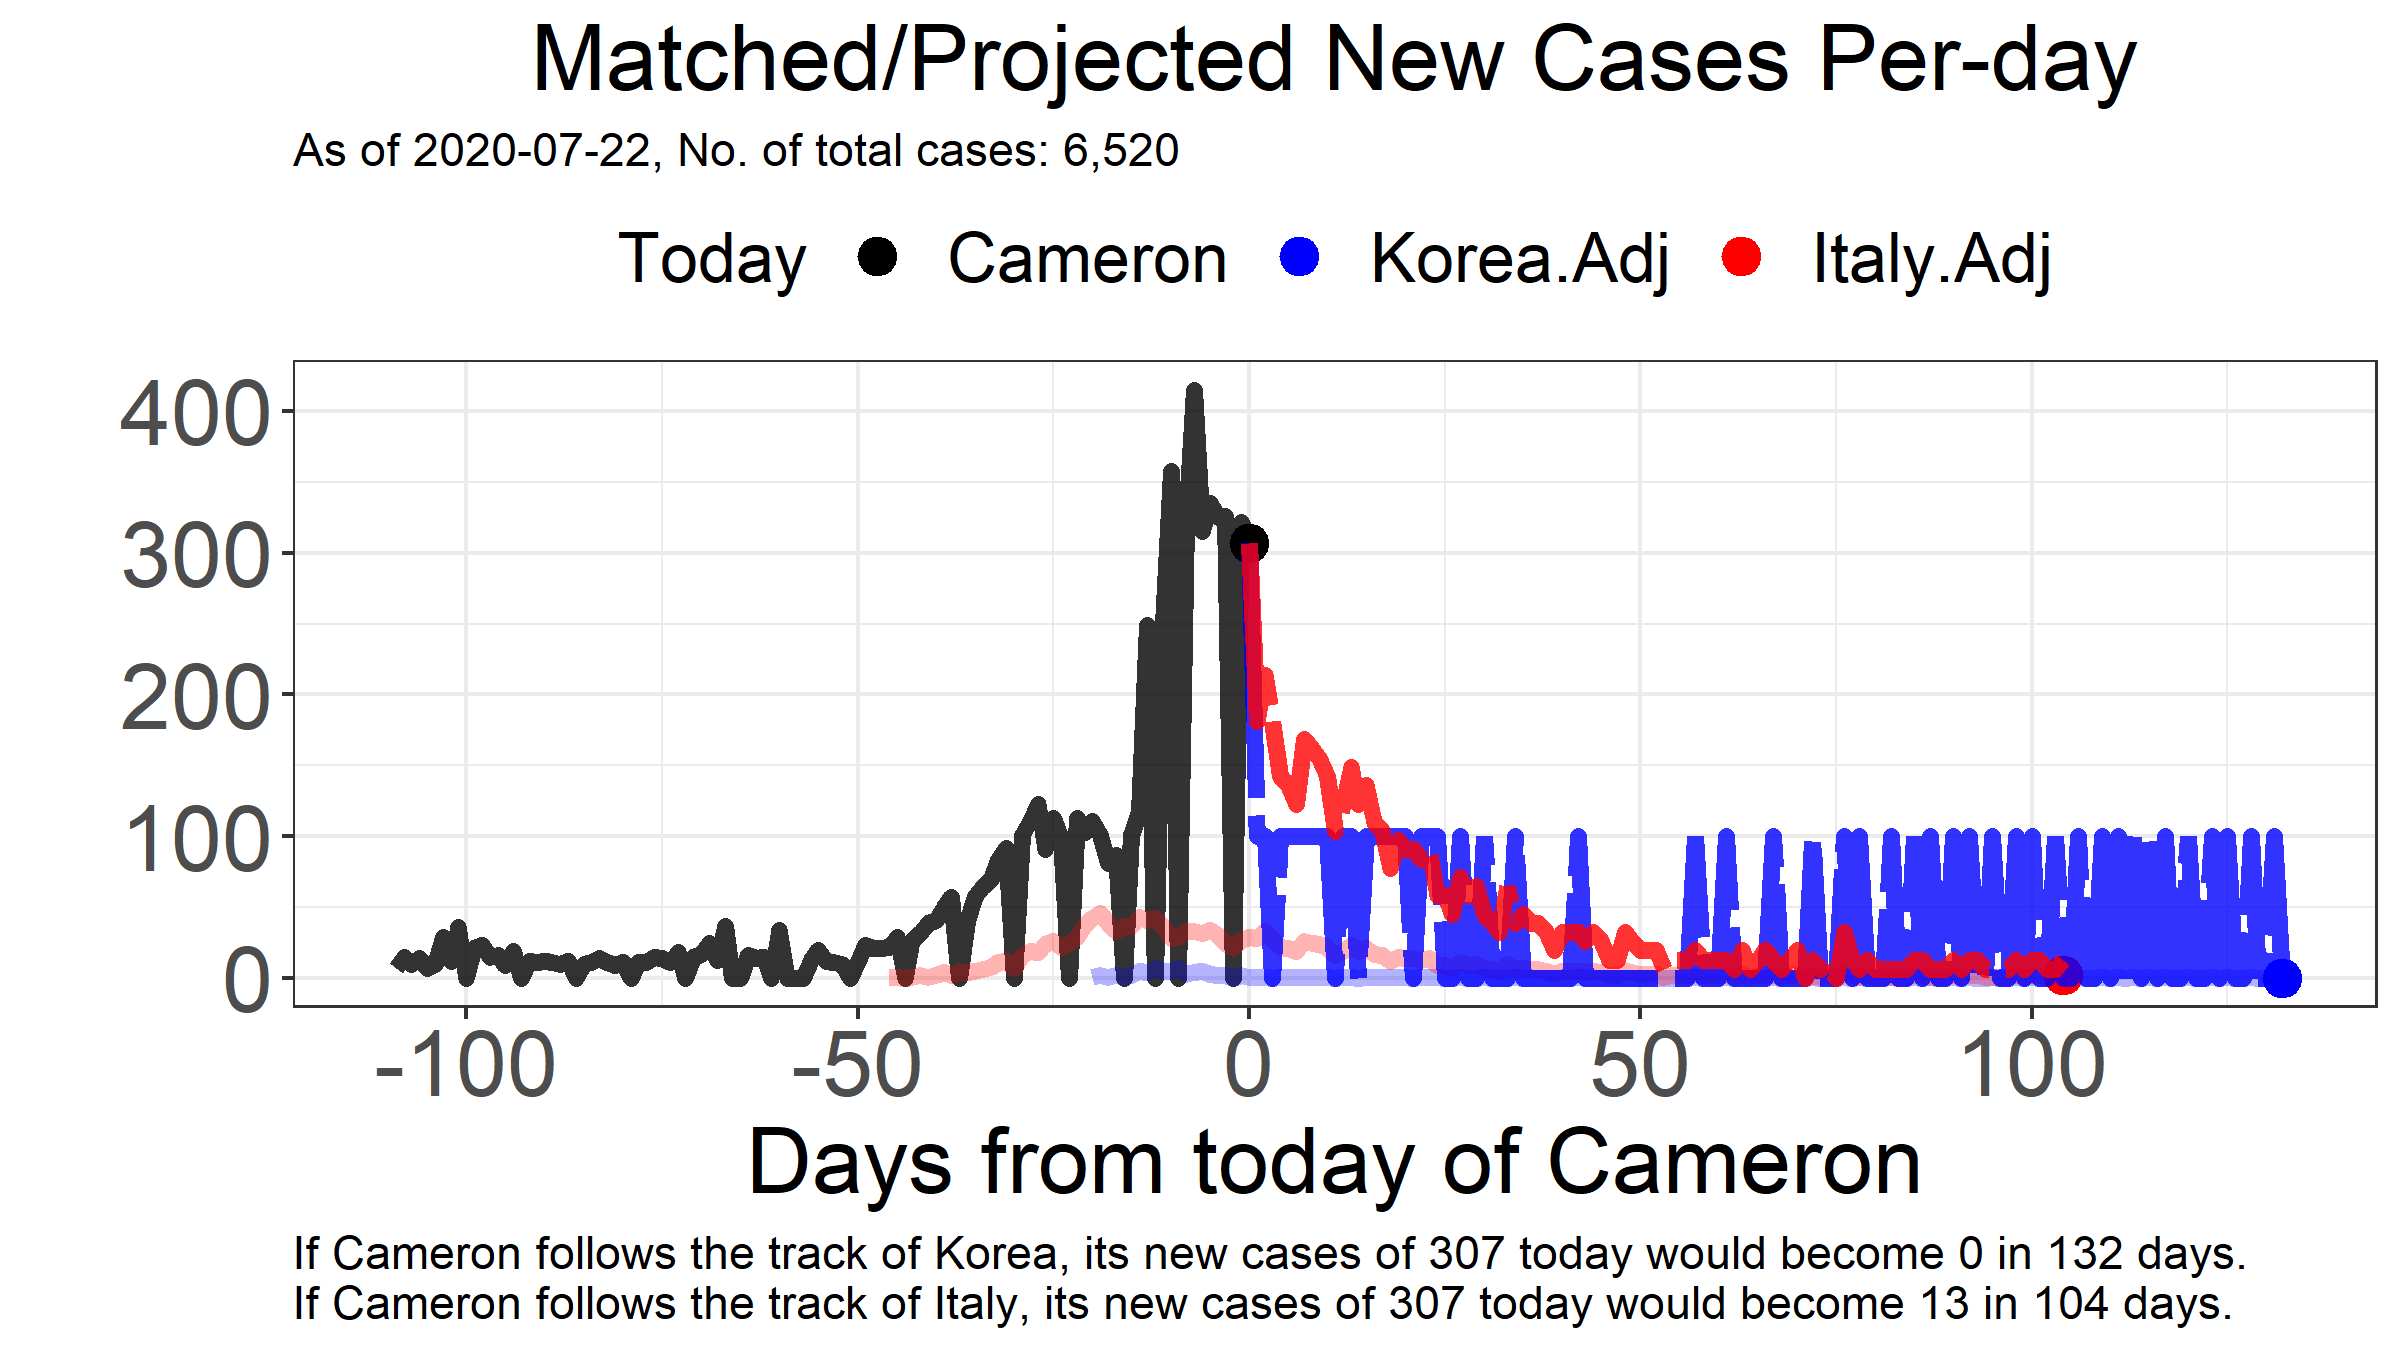 Matched/Projected New Cases Per-day
As of 2020-07-22, No. of total cases: 6,520
Today Cameron Korea.Adj Italy.Adj
400
300
200
100
0
-100 -50 0 50 100
Days from today of Cameron
If Cameron follows the track of Korea, its new cases of 307 today would become 0 in 132 days.
If Cameron follows the track of Italy, its new cases of 307 today would become 13 in 104 days.